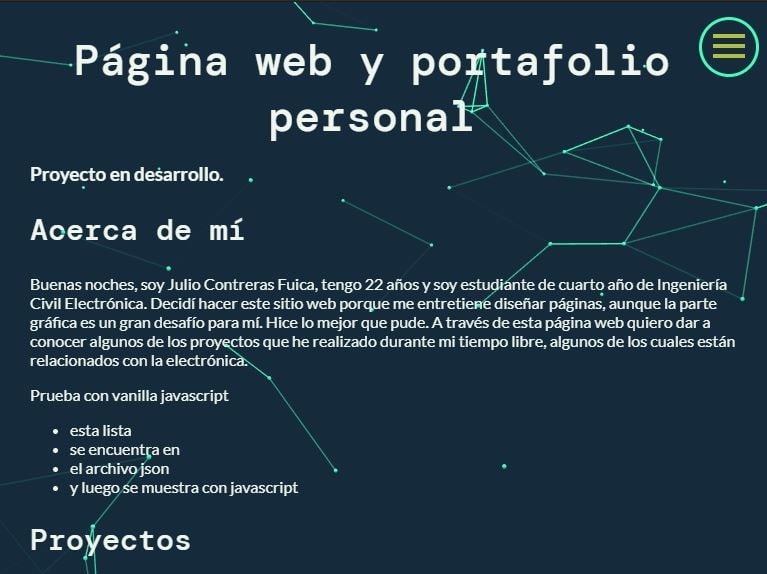 Página web y portafolio
personal
Proyecto en desarrollo.
Acerca de mí
Buenas noches, soy Julio Contreras Fuica, tengo 22 años y soy estudiante de cuarto año de Ingeniería
Civil Electrónica. Decidí hacer este sitio web porque me entretiene diseñar páginas, aunque la parte
gráfica es un gran desafío para mí. Hice lo mejor que pude. A través de esta página web quiero dar a
conocer algunos de los proyectos que he realizado durante mi tiempo libre, algunos de los cuales están
relacionados con la electrónica.
Prueba con vanilla javascript
• esta lista
• se encuentra en
• el archivo json
• y luego se muestra con javascript
Proyectos